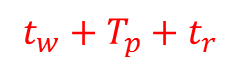 t_w + T_p + t_r